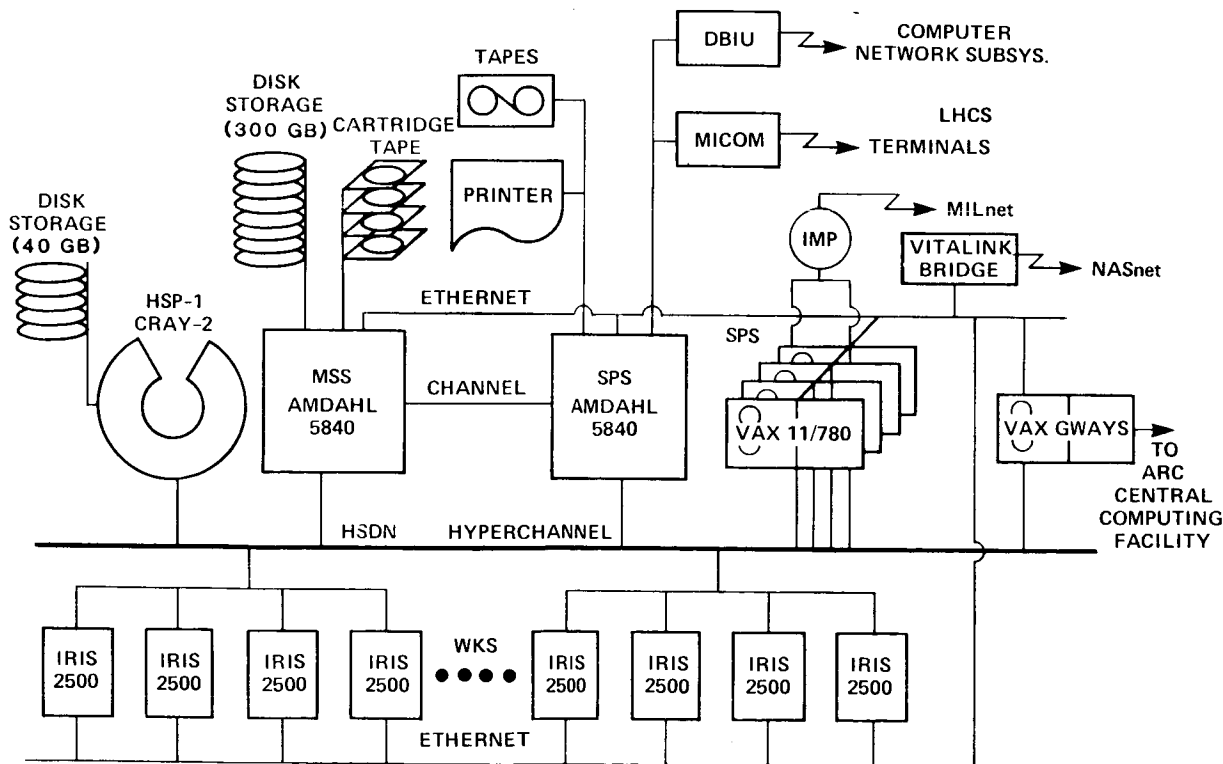 DBIU
COMPUTER
NETWORK SUBSYS.
TAPES
DISK
STORAGE
(300 GB)
CARTRIDGE
TAPE
MICOM
LHCS
TERMINALS
PRINTER
DISK
STORAGE
(40 GB)
IMP
MILnet
VITALINK
BRIDGE
NASnet
HSP-1
CRAY-2
ETHERNET
SPS
MSS
AMDAHL
5840
CHANNEL
SPS
AMDAHL
5840
VAX 11/780
VAX GWAYS
TO
ARC
CENTRAL
COMPUTING
FACILITY
HSDN
HYPERCHANNEL
IRIS
2500
IRIS
2500
IRIS
2500
IRIS
2500
WKS
IRIS
2500
IRIS
2500
IRIS
2500
IRIS
2500
ETHERNET